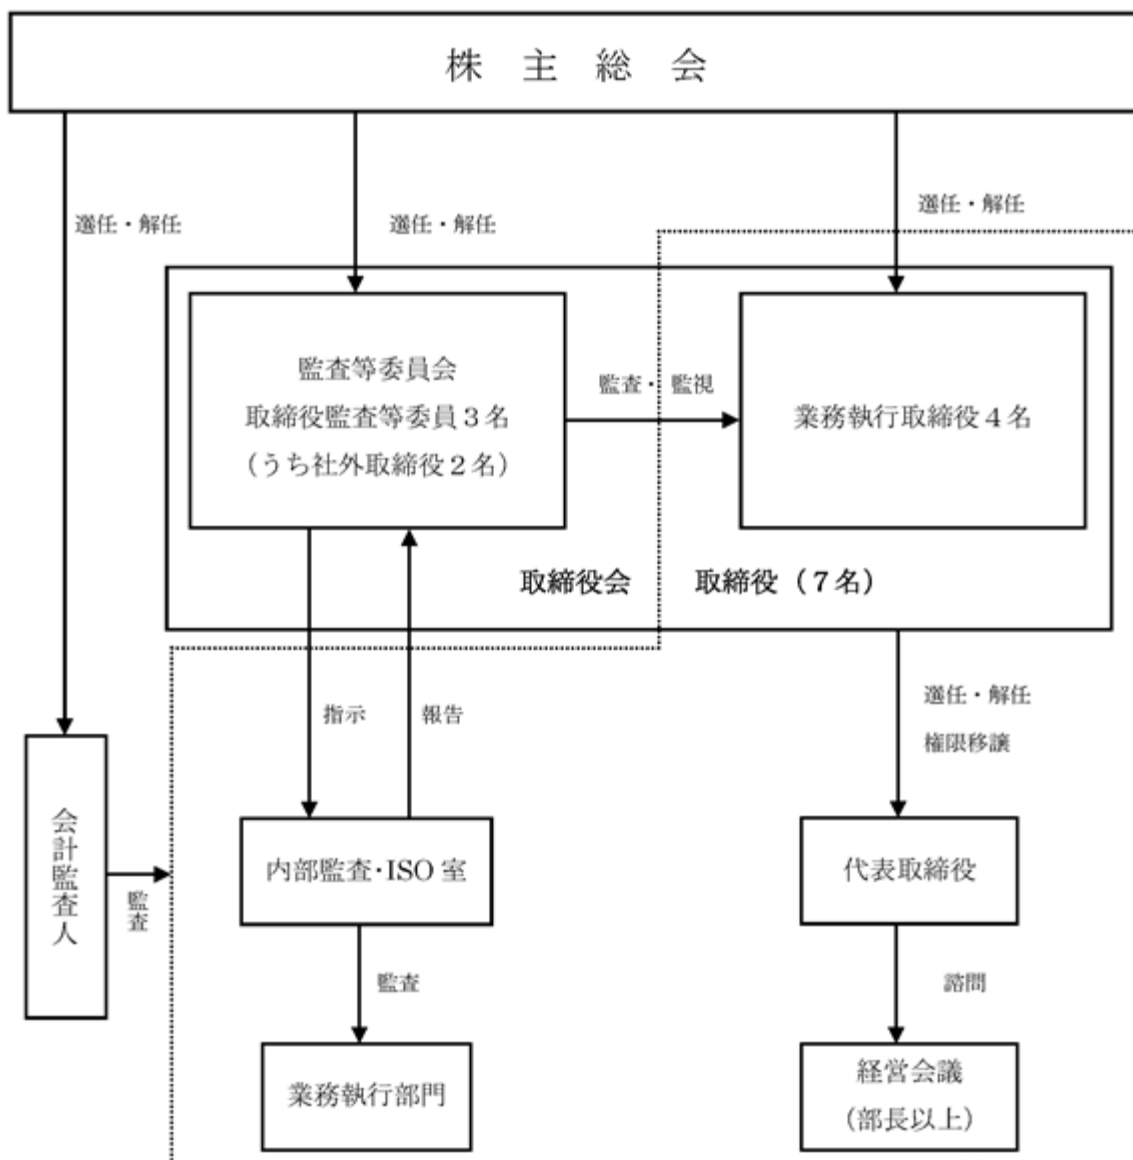 株 主 総 会
選任・解任
選任・解任
選任・解任
監査等委員会
取締役監査等委員３名
（うち社外取締役２名）
監査・ 監視
業務執行取締役４名
取締役会 取締役（７名）
指示
報告
選任・解任
権限移譲
会計監査人
監査
内部監査・ISO 室
代表取締役
監査
諮問
業務執行部門
経営会議
（部長以上）